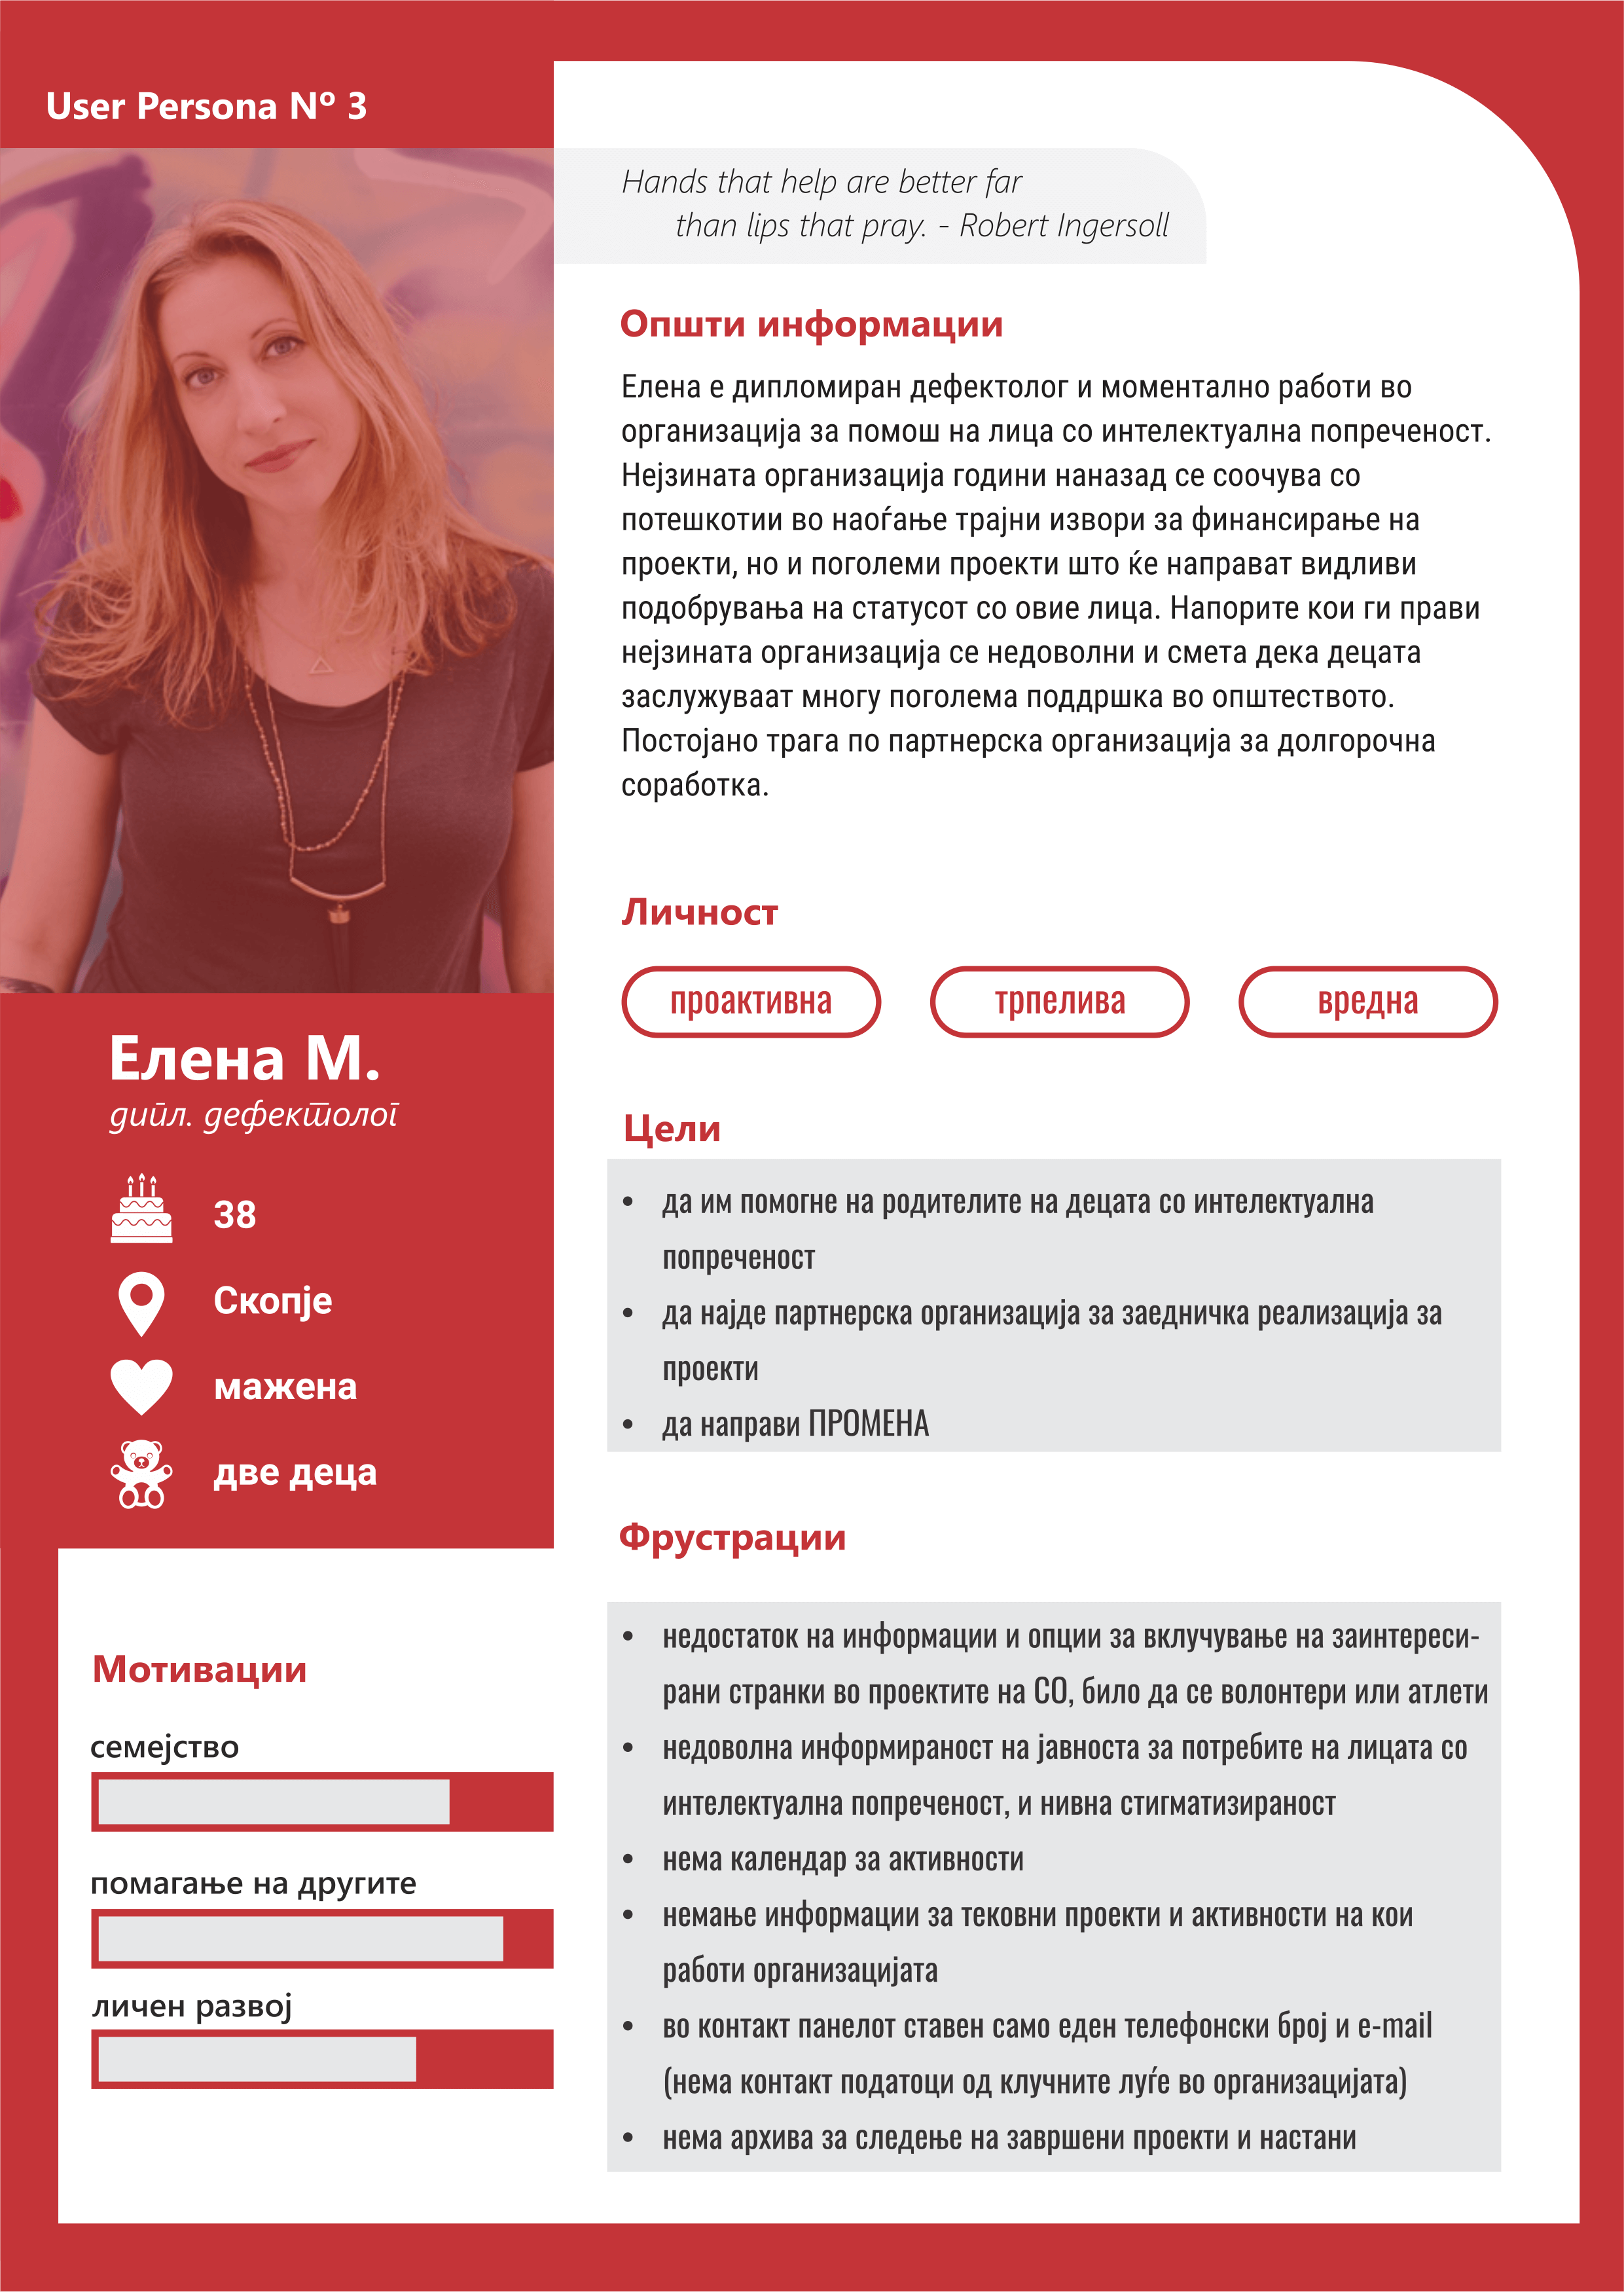 User Persona Nº 3
Hands that help are better far
than lips that pray. - Robert Ingersoll
Општи информации
Елена е дипломиран дефектолог и моментално работи во
организација за помош на лица со интелектуална попреченост.
Нејзината организација години наназад се соочува со
потешкотии во наоѓање трајни извори за финансирање на
проекти, но и поголеми проекти што ќе направат видливи
подобрувања на статусот со овие лица. Напорите кои ги прави
нејзината организација се недоволни и смета дека децата
заслужуваат многу поголема поддршка во општеството.
Постојано трага по партнерска организација за долгорочна
соработка.
Личност
проактивна
трпелива
вредна
Елена М.
дипл. дефектолог
38
Скопје
мажена
две деца
Цели
• да им помогне на родителите на децата со интелектуална
попреченост
• да најде партнерска организација за заедничка реализација за
проекти
• да направи ПРОМЕНА
Мотивации
семејство
помагање на другите
личен развој
Фрустрации
• недостаток на информации и опции за вклучување на заинтереси-
рани странки во проектите на СО, било да се волонтери или атлети
• недоволна информираност на јавноста за потребите на лицата со
интелектуална попреченост, и нивна стигматизираност
• нема календар за активности
• немање информации за тековни проекти и активности на кои
работи организацијата
• во контакт панелот ставен само еден телефонски број и e-mail
(нема контакт податоци од клучните луѓе во организацијата)
• нема архива за следење на завршени проекти и настани